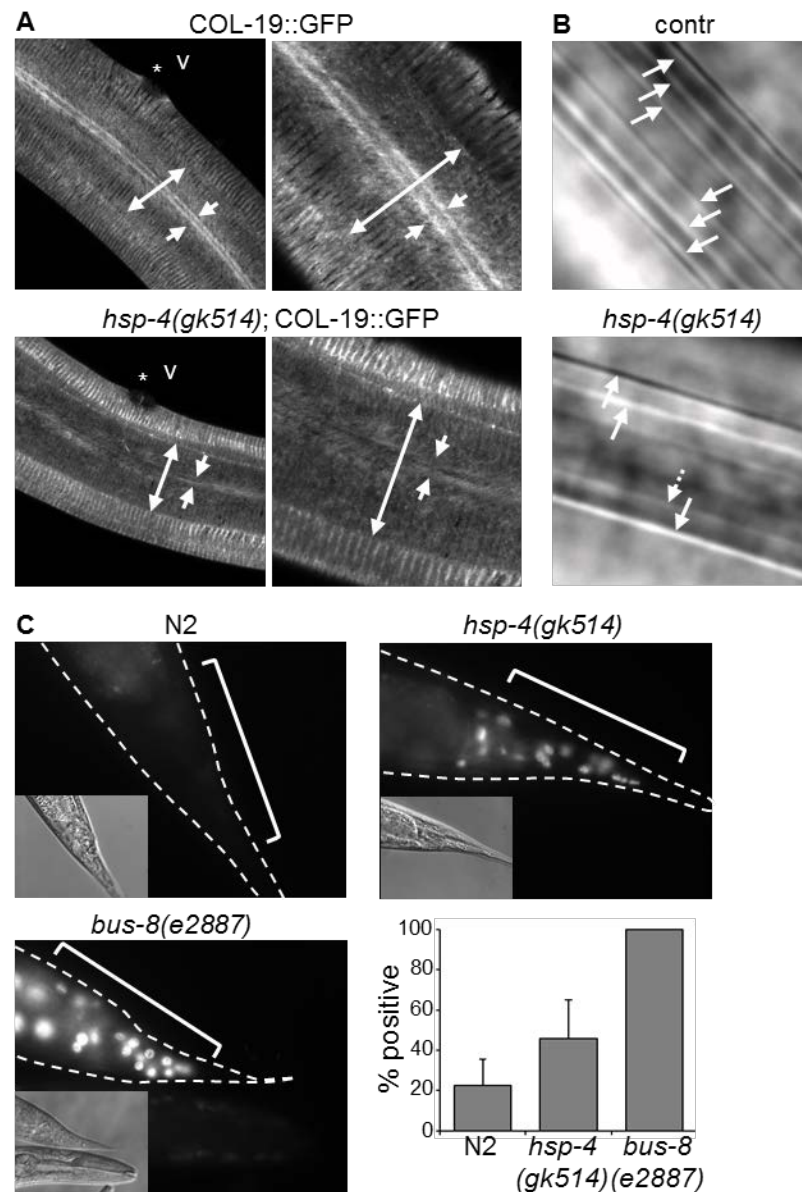 A COL-19::GFP
B contr
* v
hsp-4(gk514); COL-19::GFP
hsp-4(gk514)
* v
C N2
hsp-4(gk514)
bus-8(e2887)
% positive
100
80
60
40
20
0
N2
hsp-4
(gk514)
bus-8
(e2887)